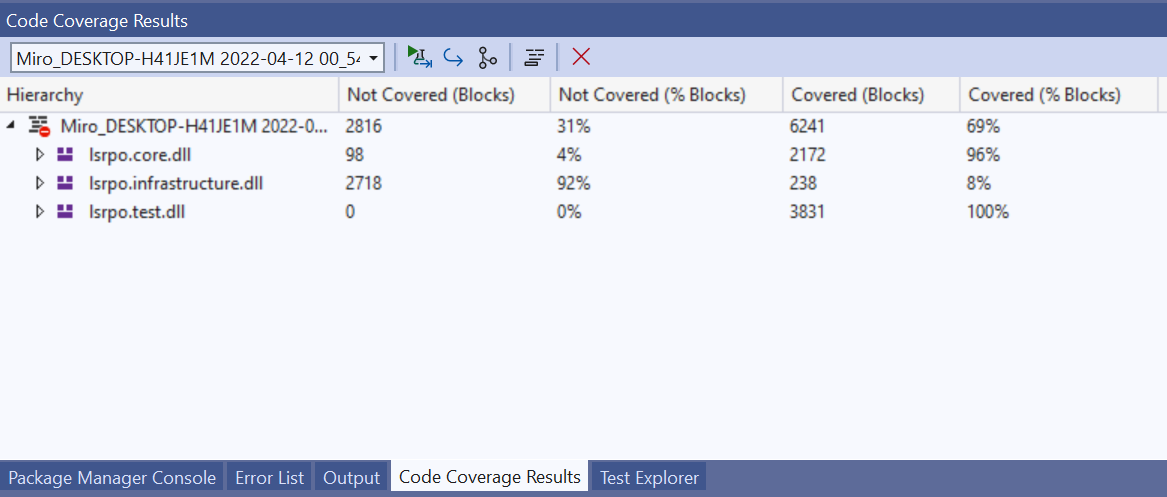 Code Coverage Results
Miro_DESKTOP-H41JE1M 2022-04-12 00_54
Hierarchy Not Covered (Blocks) Not Covered (% Blocks) Covered (Blocks) Covered (% Blocks)
Miro_DESKTOP-H41JE1M 2022-0... 2816 31% 6241 69%
lsrpo.core.dll 98 4% 2172 96%
lsrpo.infrastructure.dll 2718 92% 238 8%
lsrpo.test.dll 0 0% 3831 100%
Package Manager Console Error List Output Code Coverage Results Test Explorer